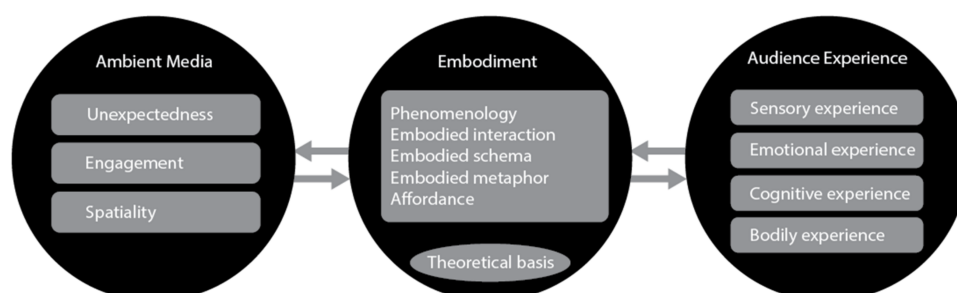 Ambient Media
Unexpectedness
Engagement
Spatiality
Embodiment
Phenomenology
Embodied interaction
Embodied schema
Embodied metaphor
Affordance
Theoretical basis
Audience Experience
Sensory experience
Emotional experience
Cognitive experience
Bodily experience